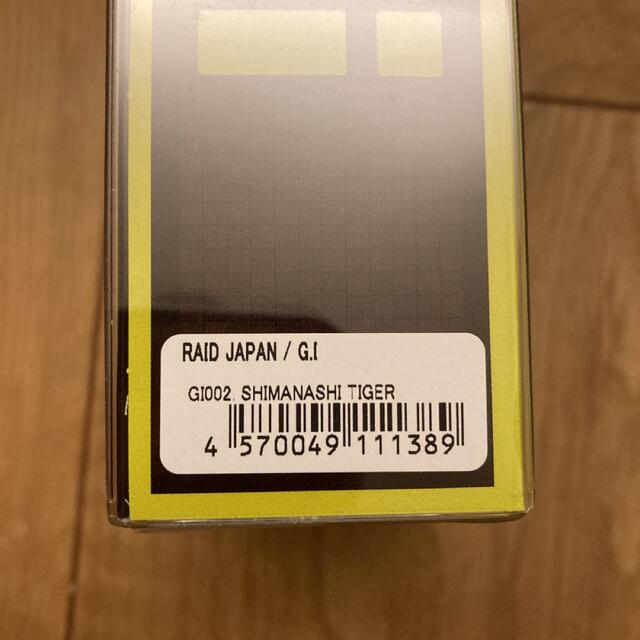 RAID JAPAN / G.I
GI002. SHIMANASHI TIGER
4 570049 111389